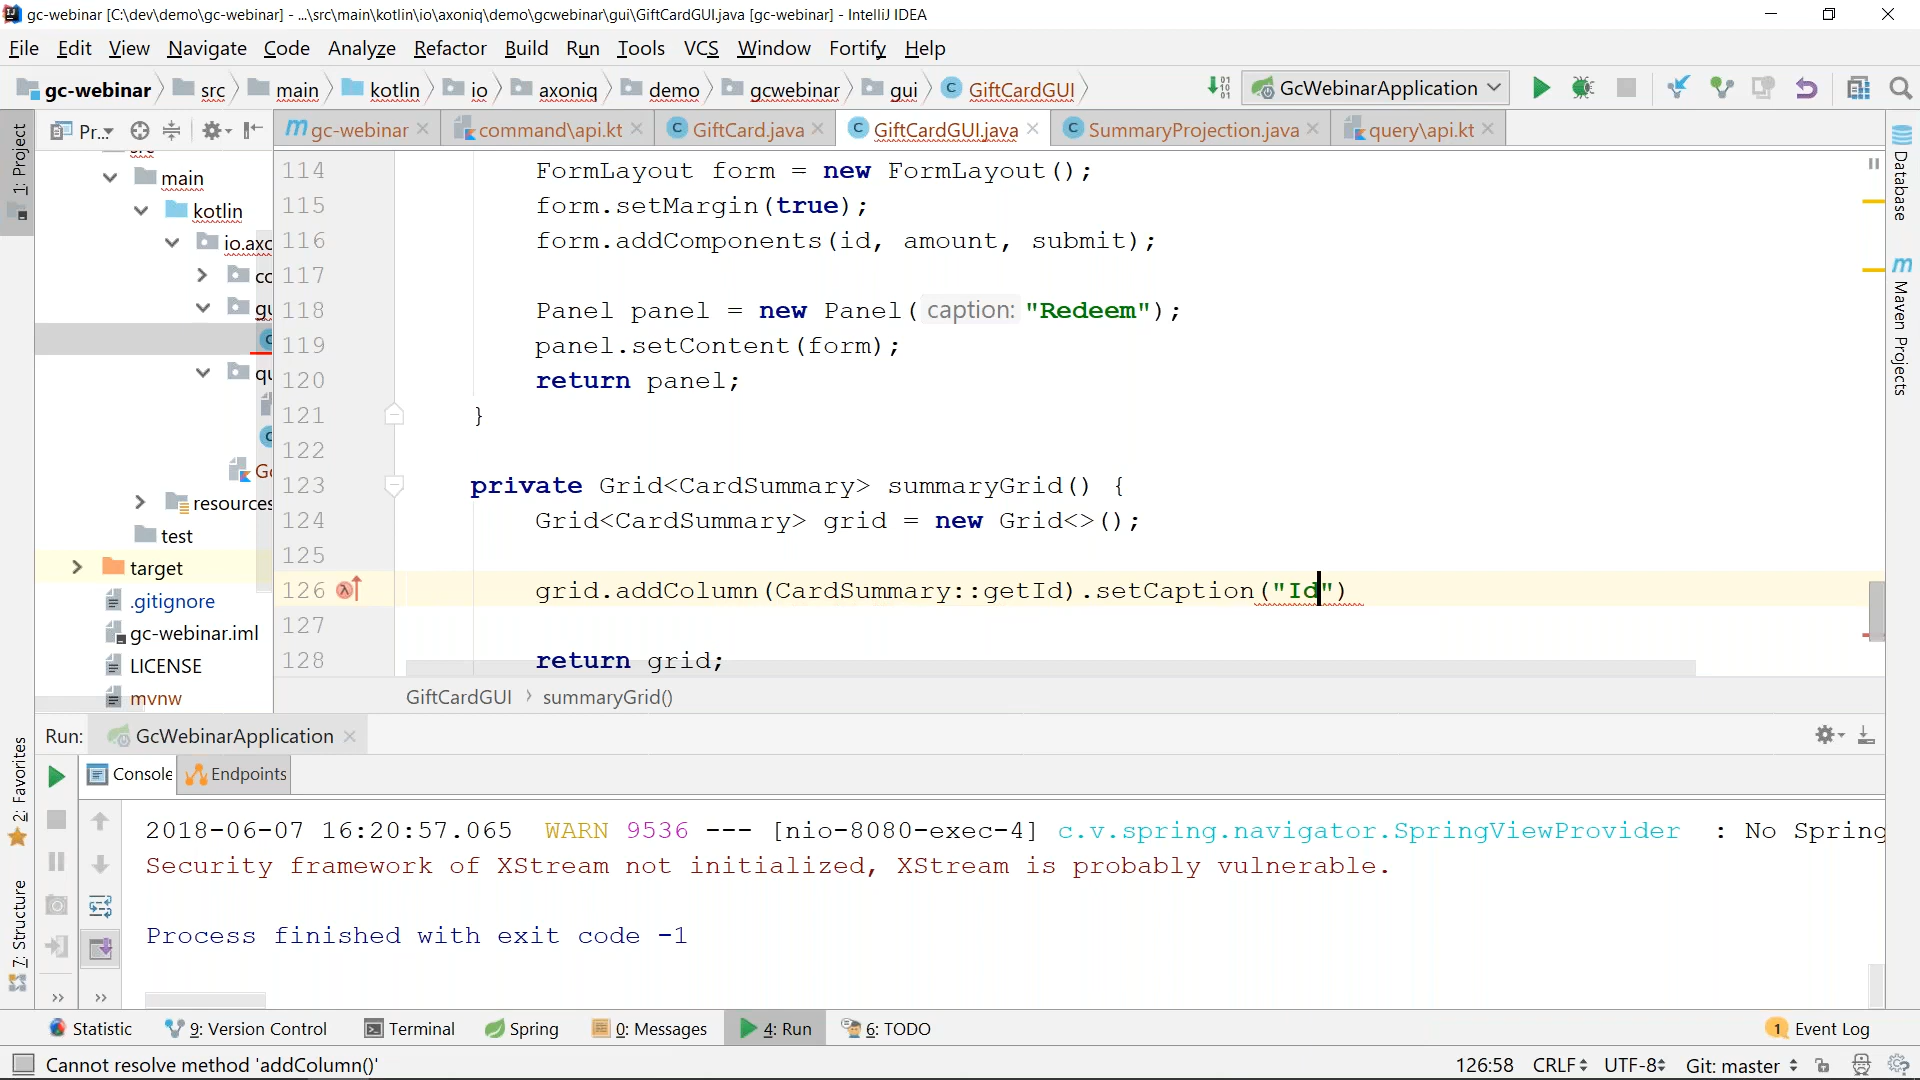 gc-webinar [C:\dev\demo\gc-webinar] - ...\src\main\kotlin\io\axoniq\demo\gcwebinar\gui\GiftCardGUI.java [gc-webinar] - IntelliJ IDEA
File Edit View Navigate Code Analyze Refactor Build Run Tools VCS Window Fortify Help
gc-webinar src main kotlin io axoniq demo gcwebinar gui GiftCardGUI GcWebinarApplication
Pr... gc-webinar command\api.kt GiftCard.java GiftCardGUI.java SummaryProjection.java query\api.kt
1: Project
Database
Maven Projects
src
main
kotlin
io.axo
co
gu
qu
Gc
resources
test
target
.gitignore
gc-webinar.iml
LICENSE
mvnw
114 FormLayout form = new FormLayout();
115 form.setMargin(true);
116 form.addComponents(id, amount, submit);
117
118 Panel panel = new Panel( caption: "Redeem");
119 panel.setContent(form);
120 return panel;
121 }
122
123 private Grid<CardSummary> summaryGrid() {
124 Grid<CardSummary> grid = new Grid<>();
125
126 grid.addColumn(CardSummary::getId).setCaption("Id")
127
128 return grid;
GiftCardGUI › summaryGrid()
Run: GcWebinarApplication
Console Endpoints
2: Favorites
7: Structure
2018-06-07 16:20:57.065 WARN 9536 --- [nio-8080-exec-4] c.v.spring.navigator.SpringViewProvider : No Spring
Security framework of XStream not initialized, XStream is probably vulnerable.
Process finished with exit code -1
Statistic 9: Version Control Terminal Spring 0: Messages 4: Run 6: TODO 1 Event Log
Cannot resolve method 'addColumn()' 126:58 CRLF UTF-8 Git: master